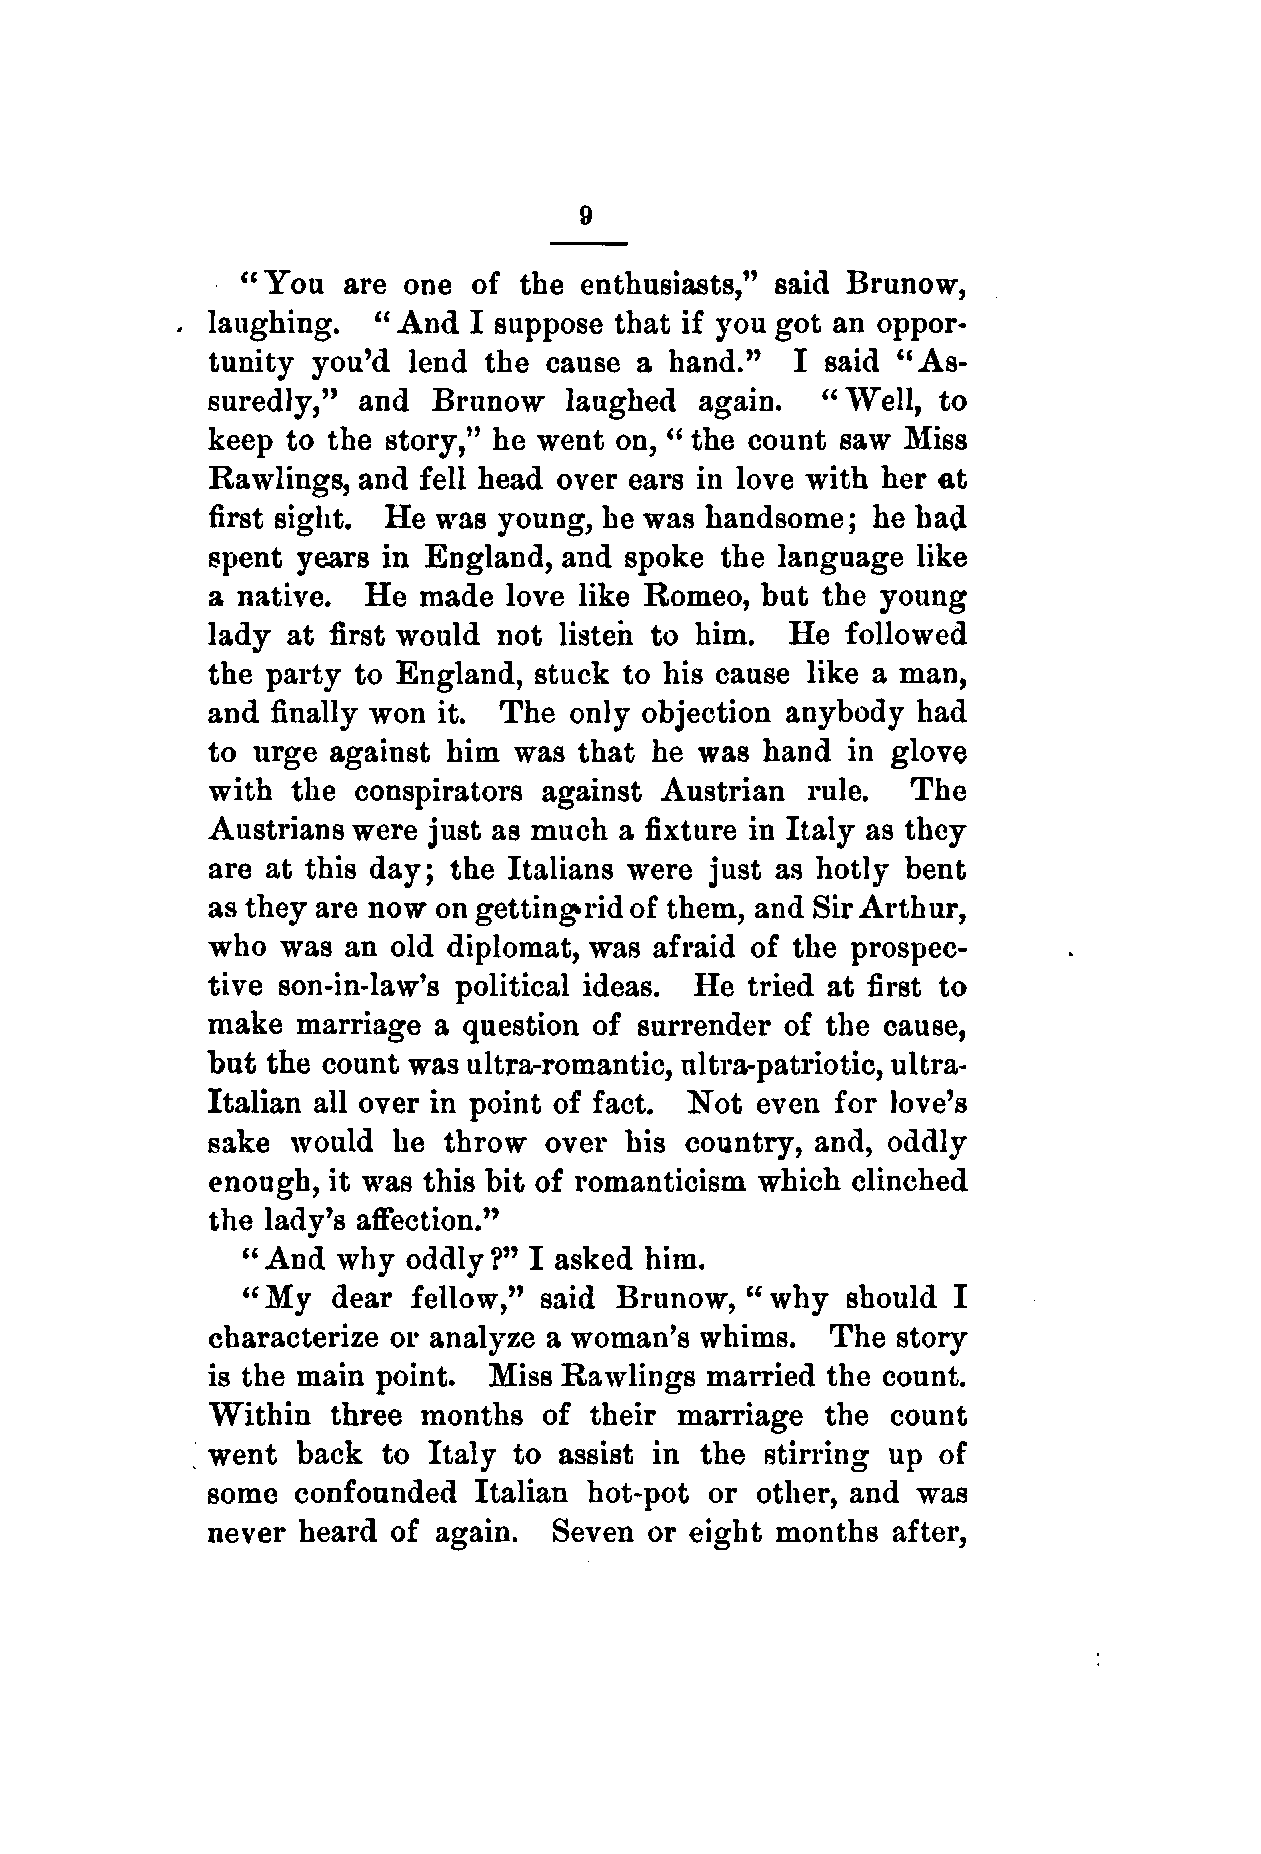 9
“You are one of the enthusiasts,” said Brunow,
laughing. “And I suppose that if you got an oppor-
tunity you’d lend the cause a hand.” I said “As-
suredly,” and Brunow laughed again. “Well, to
keep to the story,” he went on, “the count saw Miss
Rawlings, and fell head over ears in love with her at
first sight. He was young, he was handsome; he had
spent years in England, and spoke the language like
a native. He made love like Romeo, but the young
lady at first would not listen to him. He followed
the party to England, stuck to his cause like a man,
and finally won it. The only objection anybody had
to urge against him was that he was hand in glove
with the conspirators against Austrian rule. The
Austrians were just as much a fixture in Italy as they
are at this day; the Italians were just as hotly bent
as they are now on getting rid of them, and Sir Arthur,
who was an old diplomat, was afraid of the prospec-
tive son-in-law’s political ideas. He tried at first to
make marriage a question of surrender of the cause,
but the count was ultra-romantic, ultra-patriotic, ultra-
Italian all over in point of fact. Not even for love’s
sake would he throw over his country, and, oddly
enough, it was this bit of romanticism which clinched
the lady’s affection.”
“And why oddly?” I asked him.
“My dear fellow,” said Brunow, “why should I
characterize or analyze a woman’s whims. The story
is the main point. Miss Rawlings married the count.
Within three months of their marriage the count
went back to Italy to assist in the stirring up of
some confounded Italian hot-pot or other, and was
never heard of again. Seven or eight months after,